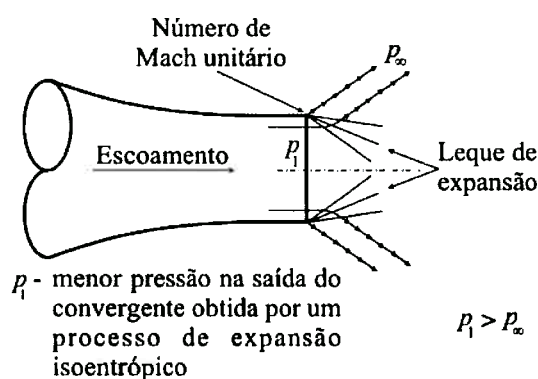 Número de
Mach unitário
p∞
Escoamento
p₁
Leque de
expansão
p₁ - menor pressão na saída do
convergente obtida por um
processo de expansão
isoentrópico
p₁ > p∞